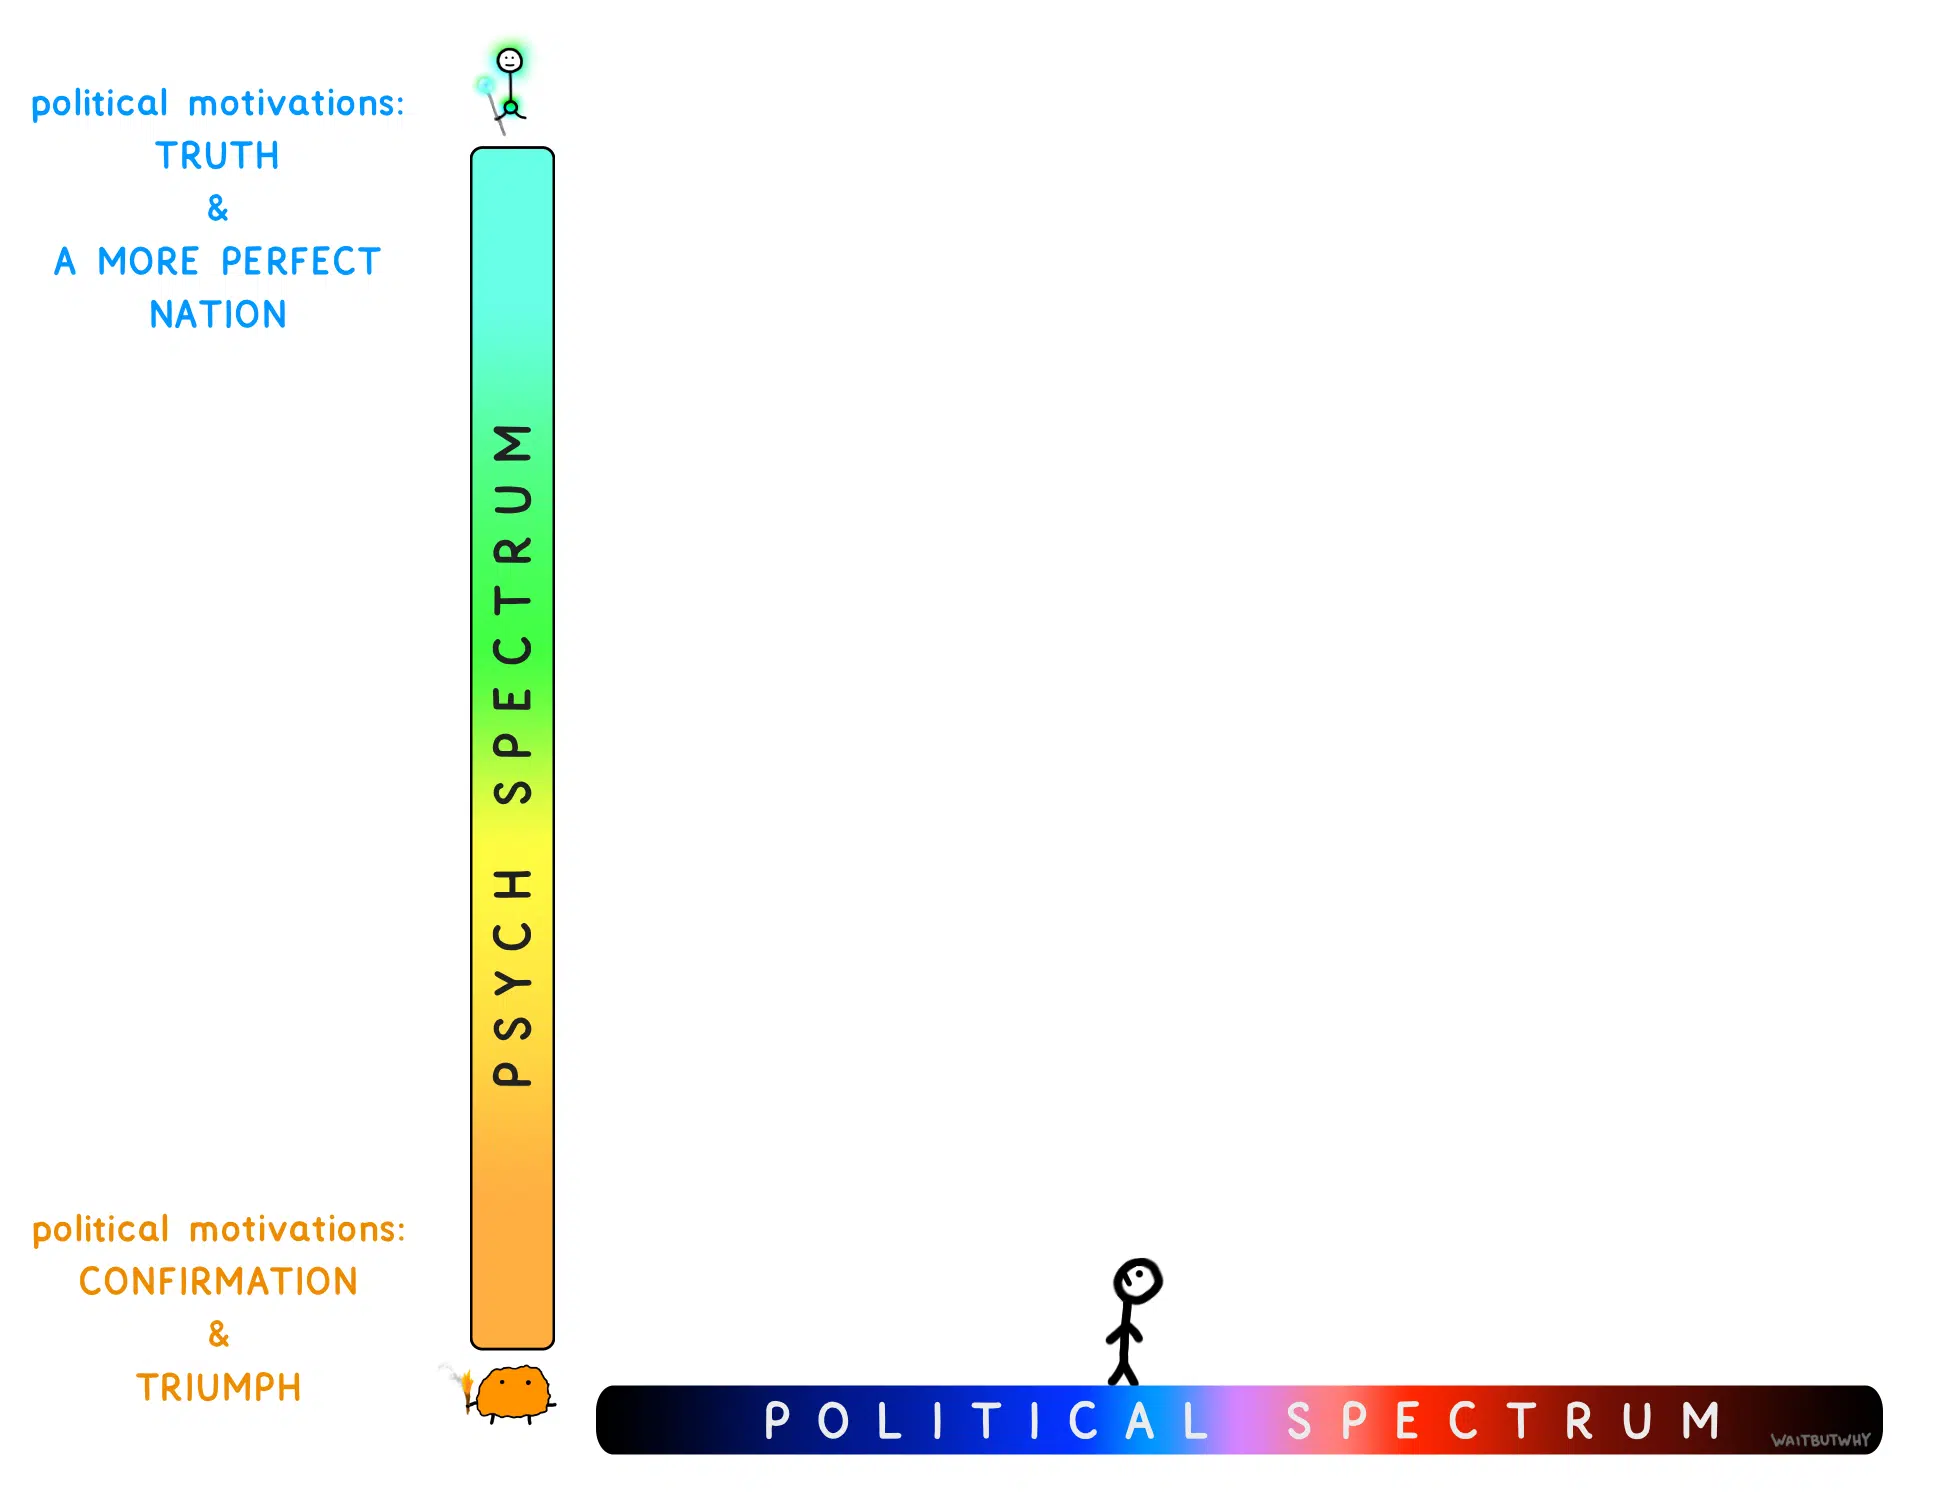 political motivations:
TRUTH
&
A MORE PERFECT
NATION
PSYCH SPECTRUM
political motivations:
CONFIRMATION
&
TRIUMPH
POLITICAL SPECTRUM
WAITBUTWHY